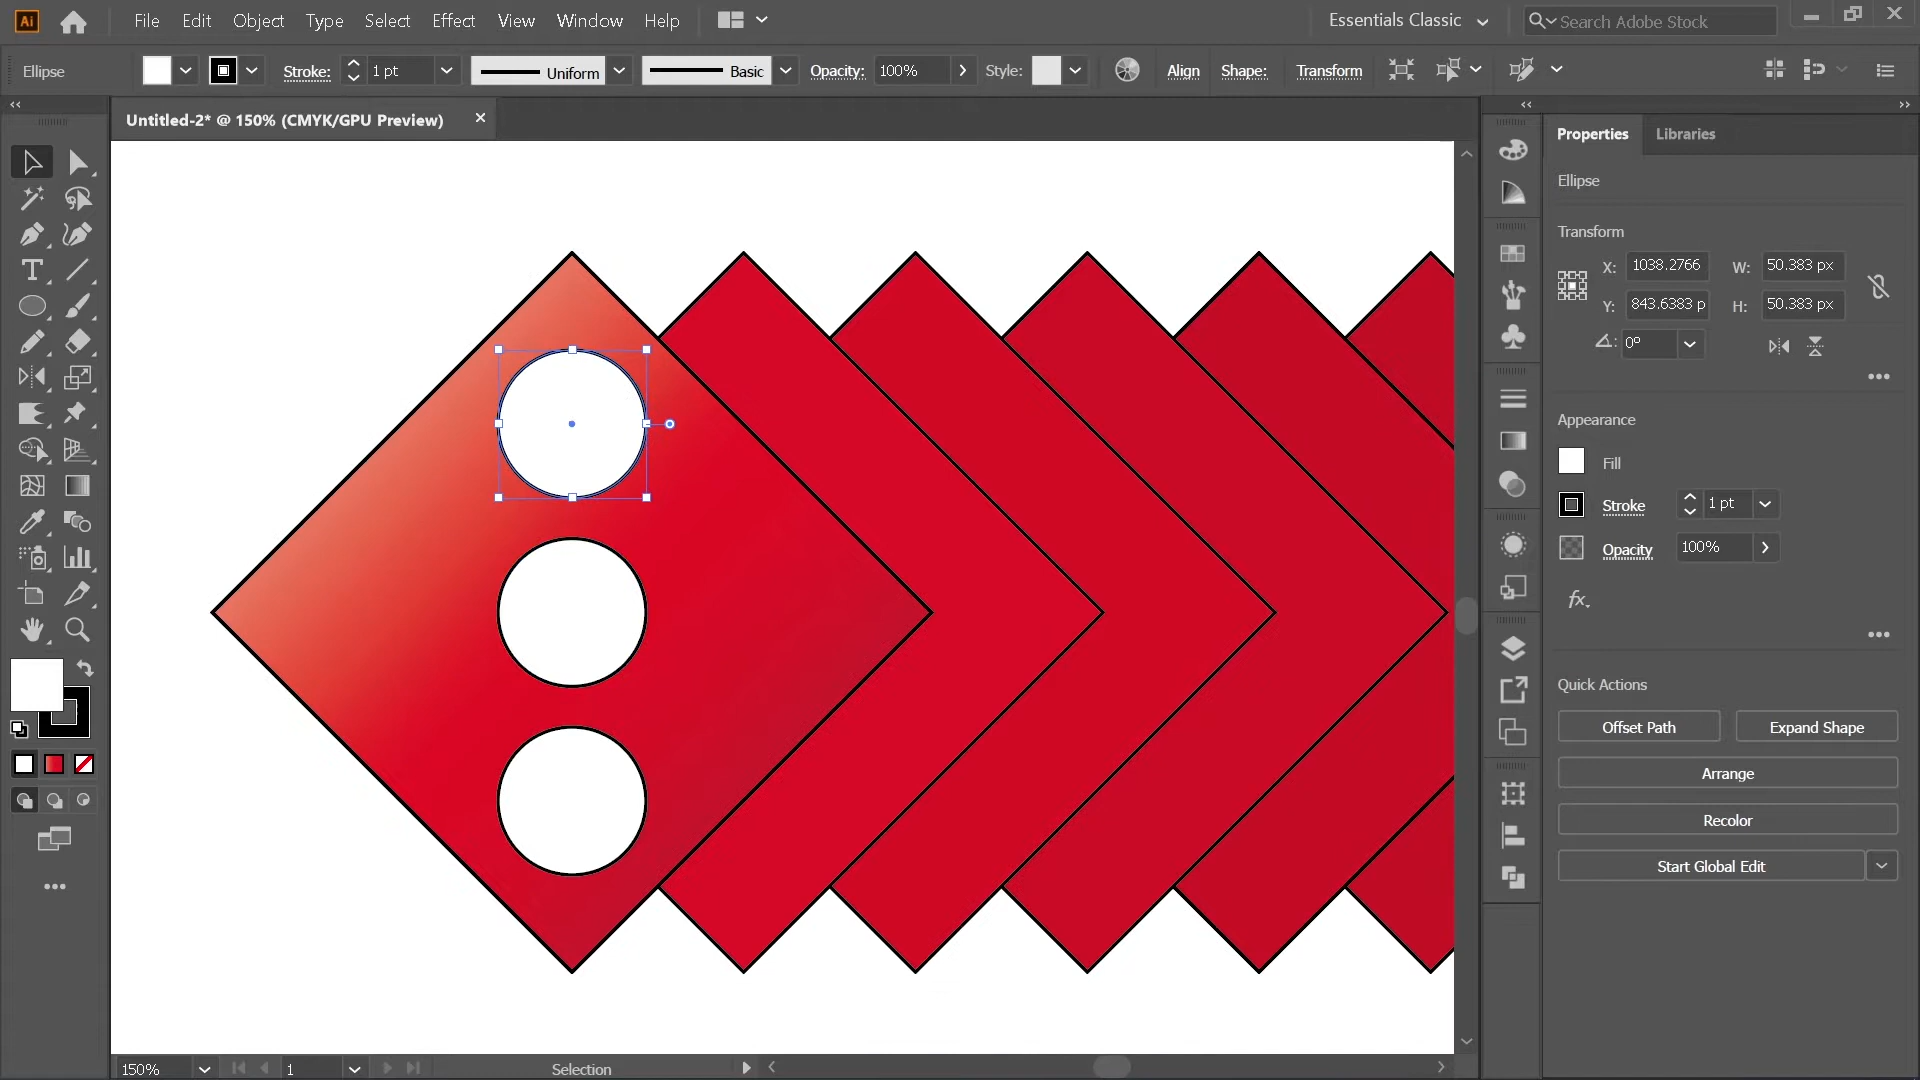 Ai File Edit Object Type Select Effect View Window Help Essentials Classic Search Adobe Stock
Ellipse Stroke: 1 pt Uniform Basic Opacity: 100% Style: Align Shape: Transform
Untitled-2* @ 150% (CMYK/GPU Preview)
Properties Libraries
Ellipse
Transform
X: 1038.2766 W: 50.383 px
Y: 843.6383 p H: 50.383 px
0°
Appearance
Fill
Stroke 1 pt
Opacity 100%
fx.
Quick Actions
Offset Path Expand Shape
Arrange
Recolor
Start Global Edit
150% 1 Selection